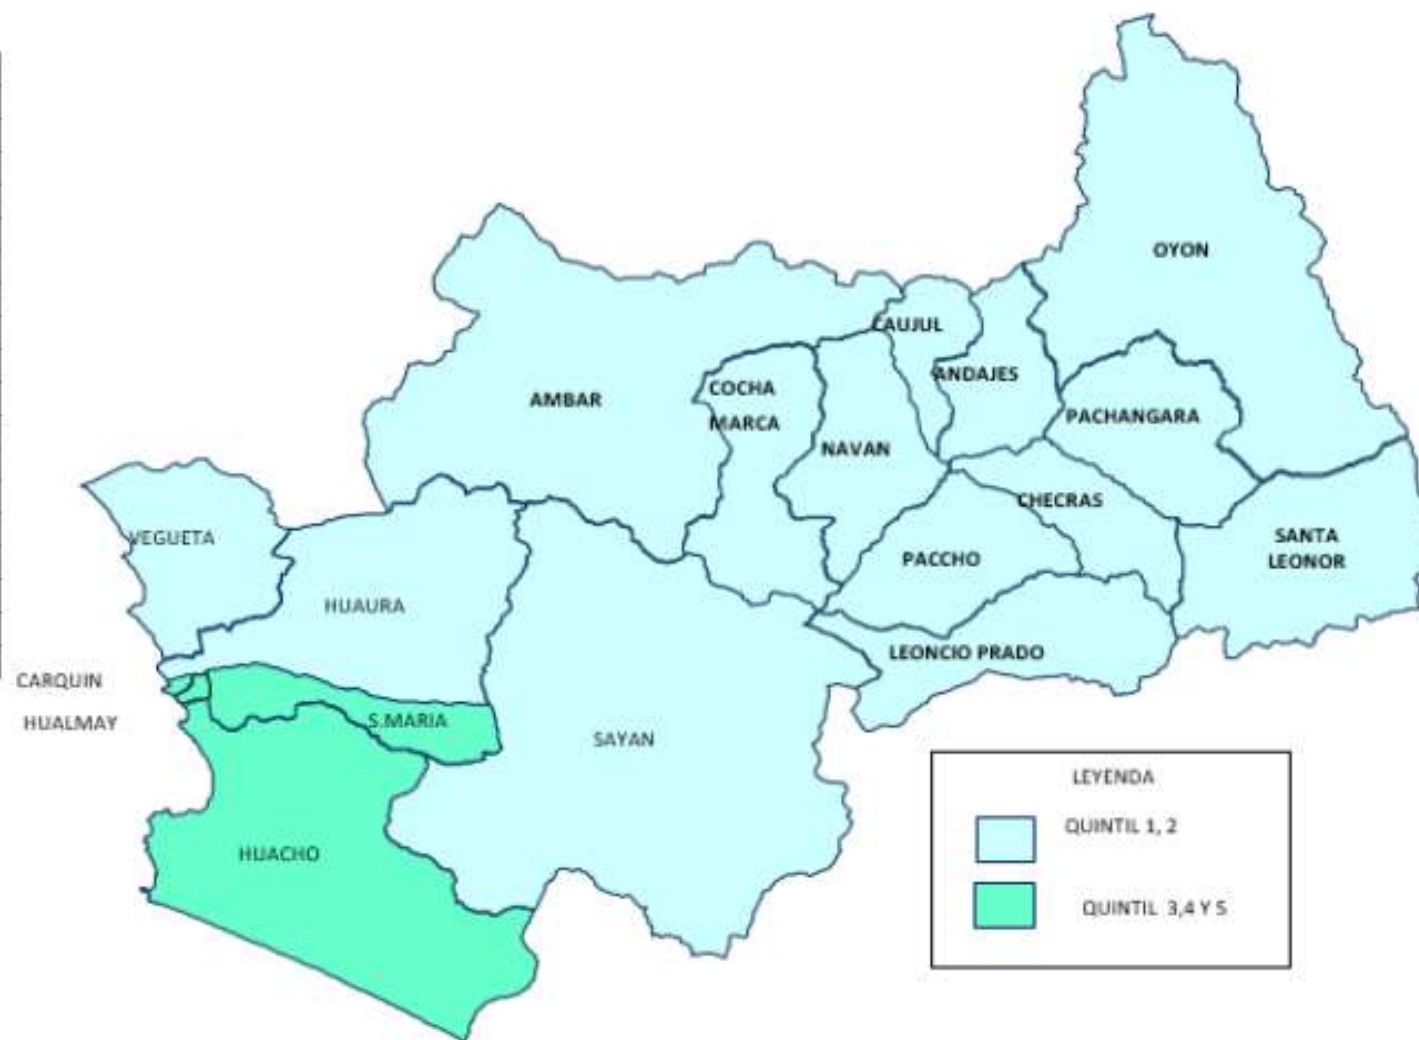 OYON
CAUJUL
ANDAJES
COCHA
MARCA
AMBAR
PACHANGARA
NAVAN
CHECRAS
VEGUETA
SANTA
LEONOR
PACCHO
HUAURA
LEONCIO PRADO
CARQUIN
HUALMAY
S.MARIA
SAYAN
HUACHO
LEYENDA
QUINTIL 1, 2
QUINTIL 3,4 Y 5